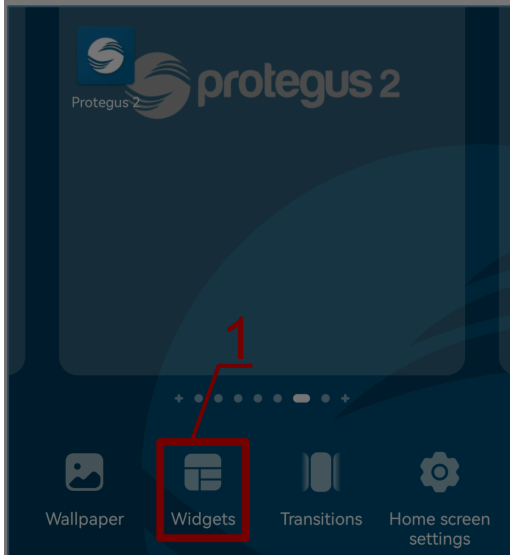 protegus 2
Protegus 2
1
Wallpaper
Widgets
Transitions
Home screen
settings